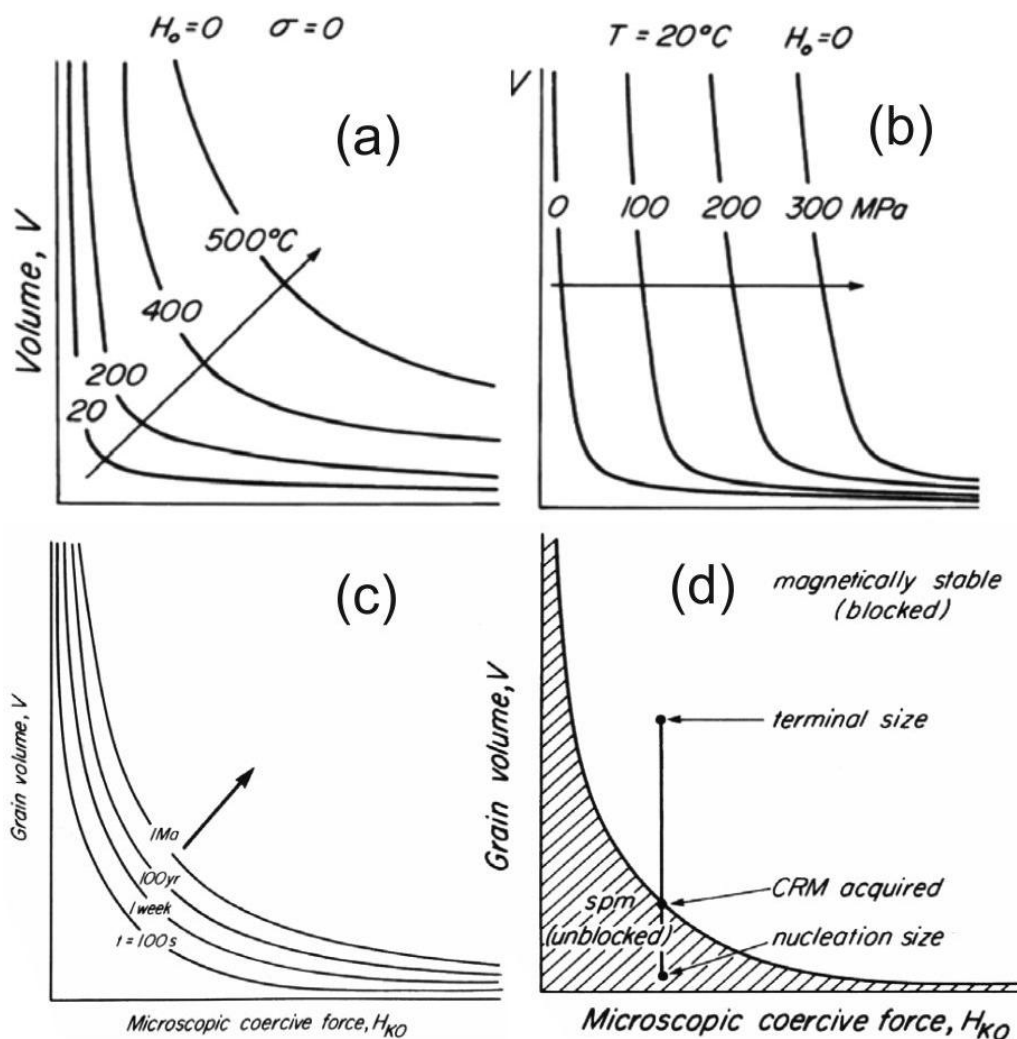 Hₒ=0 σ=0
(a)
Volume, V
500°C
400
200
20
T = 20°C Hₒ=0
V
(b)
0 100 200 300 MPa
(c)
Grain volume, V
1Ma
100yr
1week
t=100s
Microscopic coercive force, H_KO
(d)
magnetically stable
(blocked)
Grain volume, V
terminal size
CRM acquired
spm
(unblocked)
nucleation size
Microscopic coercive force, H_KO